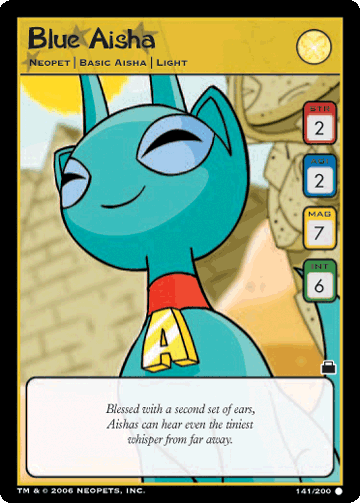 Blue Aisha
Neopet | Basic Aisha | Light
STR
2
2
MAG
7
INT
6
A
Blessed with a second set of ears,
Aishas can hear even the tiniest
whisper from far away.
TM & © 2006 NEOPETS, INC.
141/200